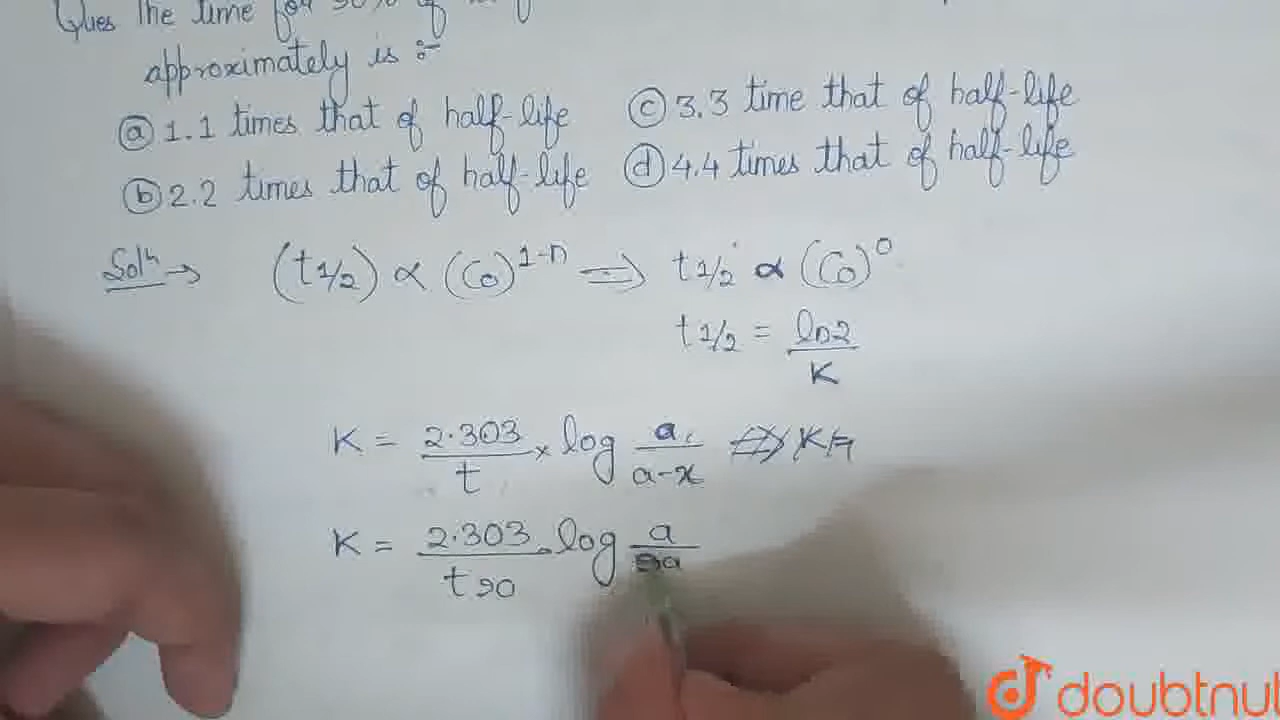 Ques The time for 90% of
approximately is :-
(a) 1.1 times that of half-life (c) 3.3 time that of half-life
(b) 2.2 times that of half-life (d) 4.4 times that of half-life
Solⁿ → (t1/2) ∝ (C₀)^1-n ⇒ t1/2 ∝ (C₀)^0
t1/2 = ln2/K
K = 2.303/t × log a/a-x ⇒ K=
K = 2.303/t90 log a/
doubtnut